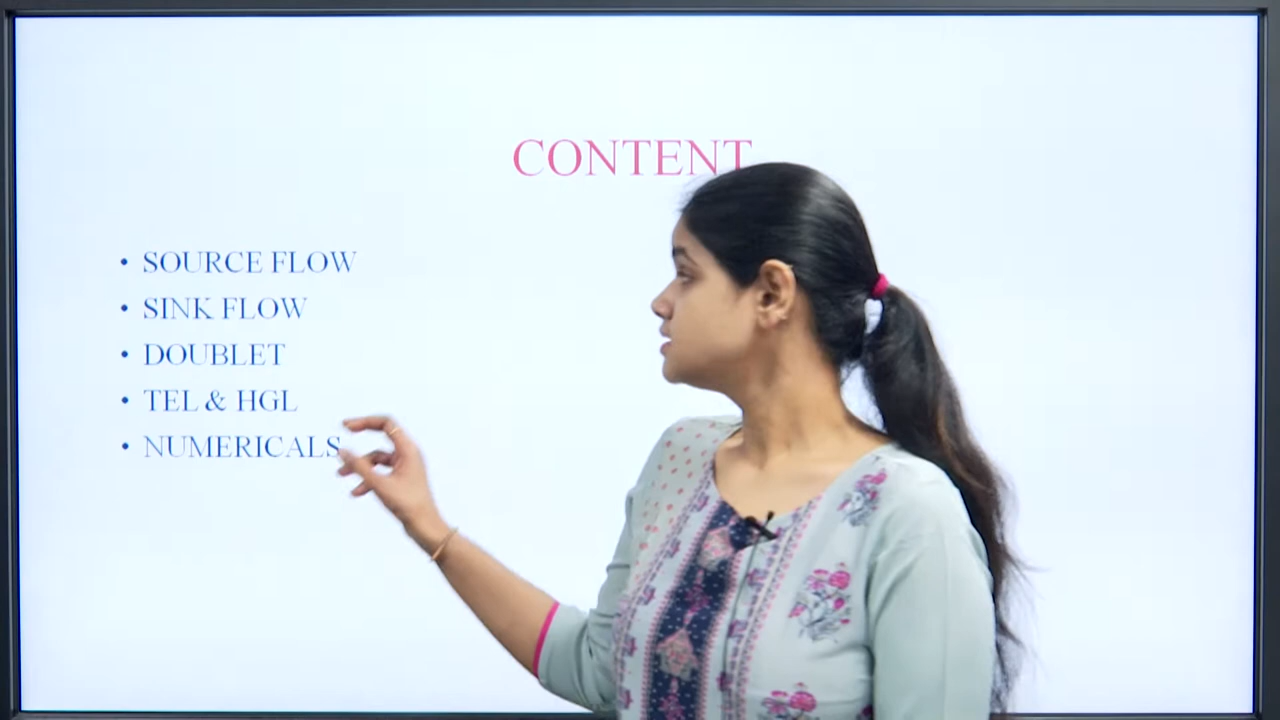 CONTENT
• SOURCE FLOW
• SINK FLOW
• DOUBLET
• TEL & HGL
• NUMERICALS